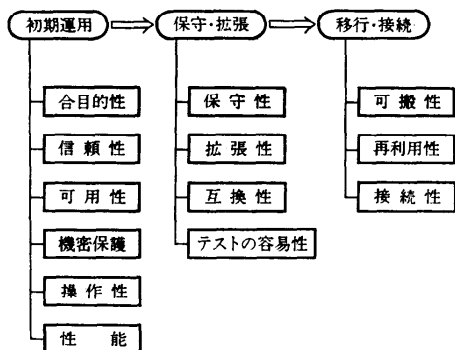 初期運用
保守・拡張
移行・接続
合目的性
信頼性
可用性
機密保護
操作性
性能
保守性
拡張性
互換性
テストの容易性
可搬性
再利用性
接続性